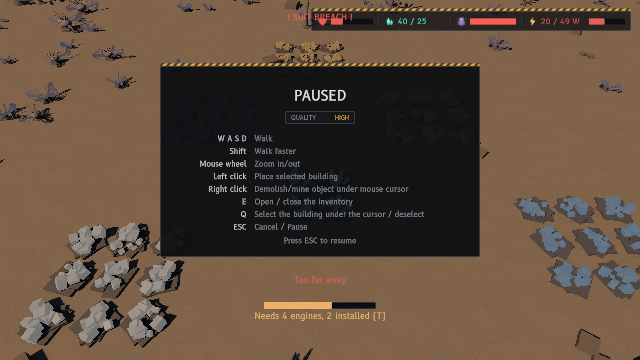 ! SUIT BREACH !
40 / 25
20 / 49 W
PAUSED
QUALITY HIGH
W A S D Walk
Shift Walk faster
Mouse wheel Zoom in/out
Left click Place selected building
Right click Demolish/mine object under mouse cursor
E Open / close the inventory
Q Select the building under the cursor / deselect
ESC Cancel / Pause
Press ESC to resume
Too far away
Needs 4 engines, 2 installed [T]